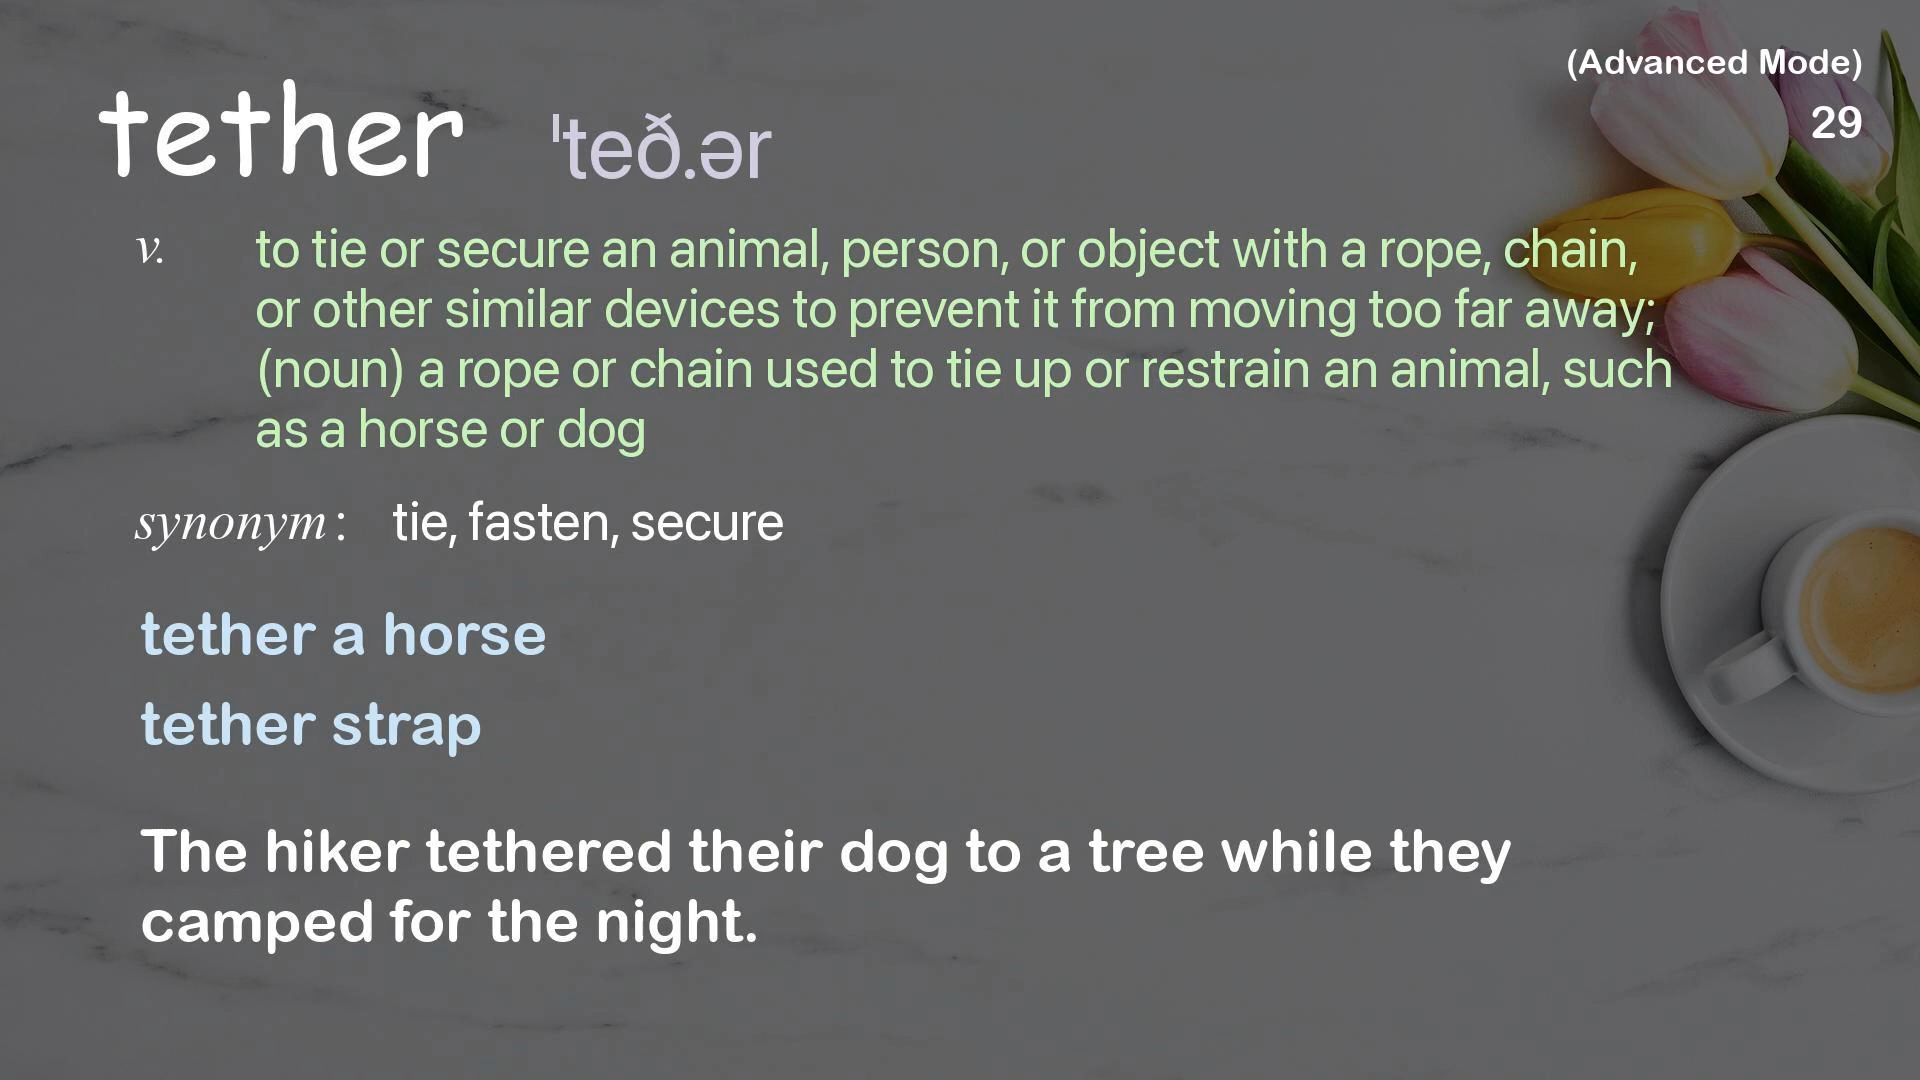 (Advanced Mode)
29
tether ˈteð.ər
v. to tie or secure an animal, person, or object with a rope, chain,
or other similar devices to prevent it from moving too far away;
(noun) a rope or chain used to tie up or restrain an animal, such
as a horse or dog
synonym: tie, fasten, secure
tether a horse
tether strap
The hiker tethered their dog to a tree while they
camped for the night.